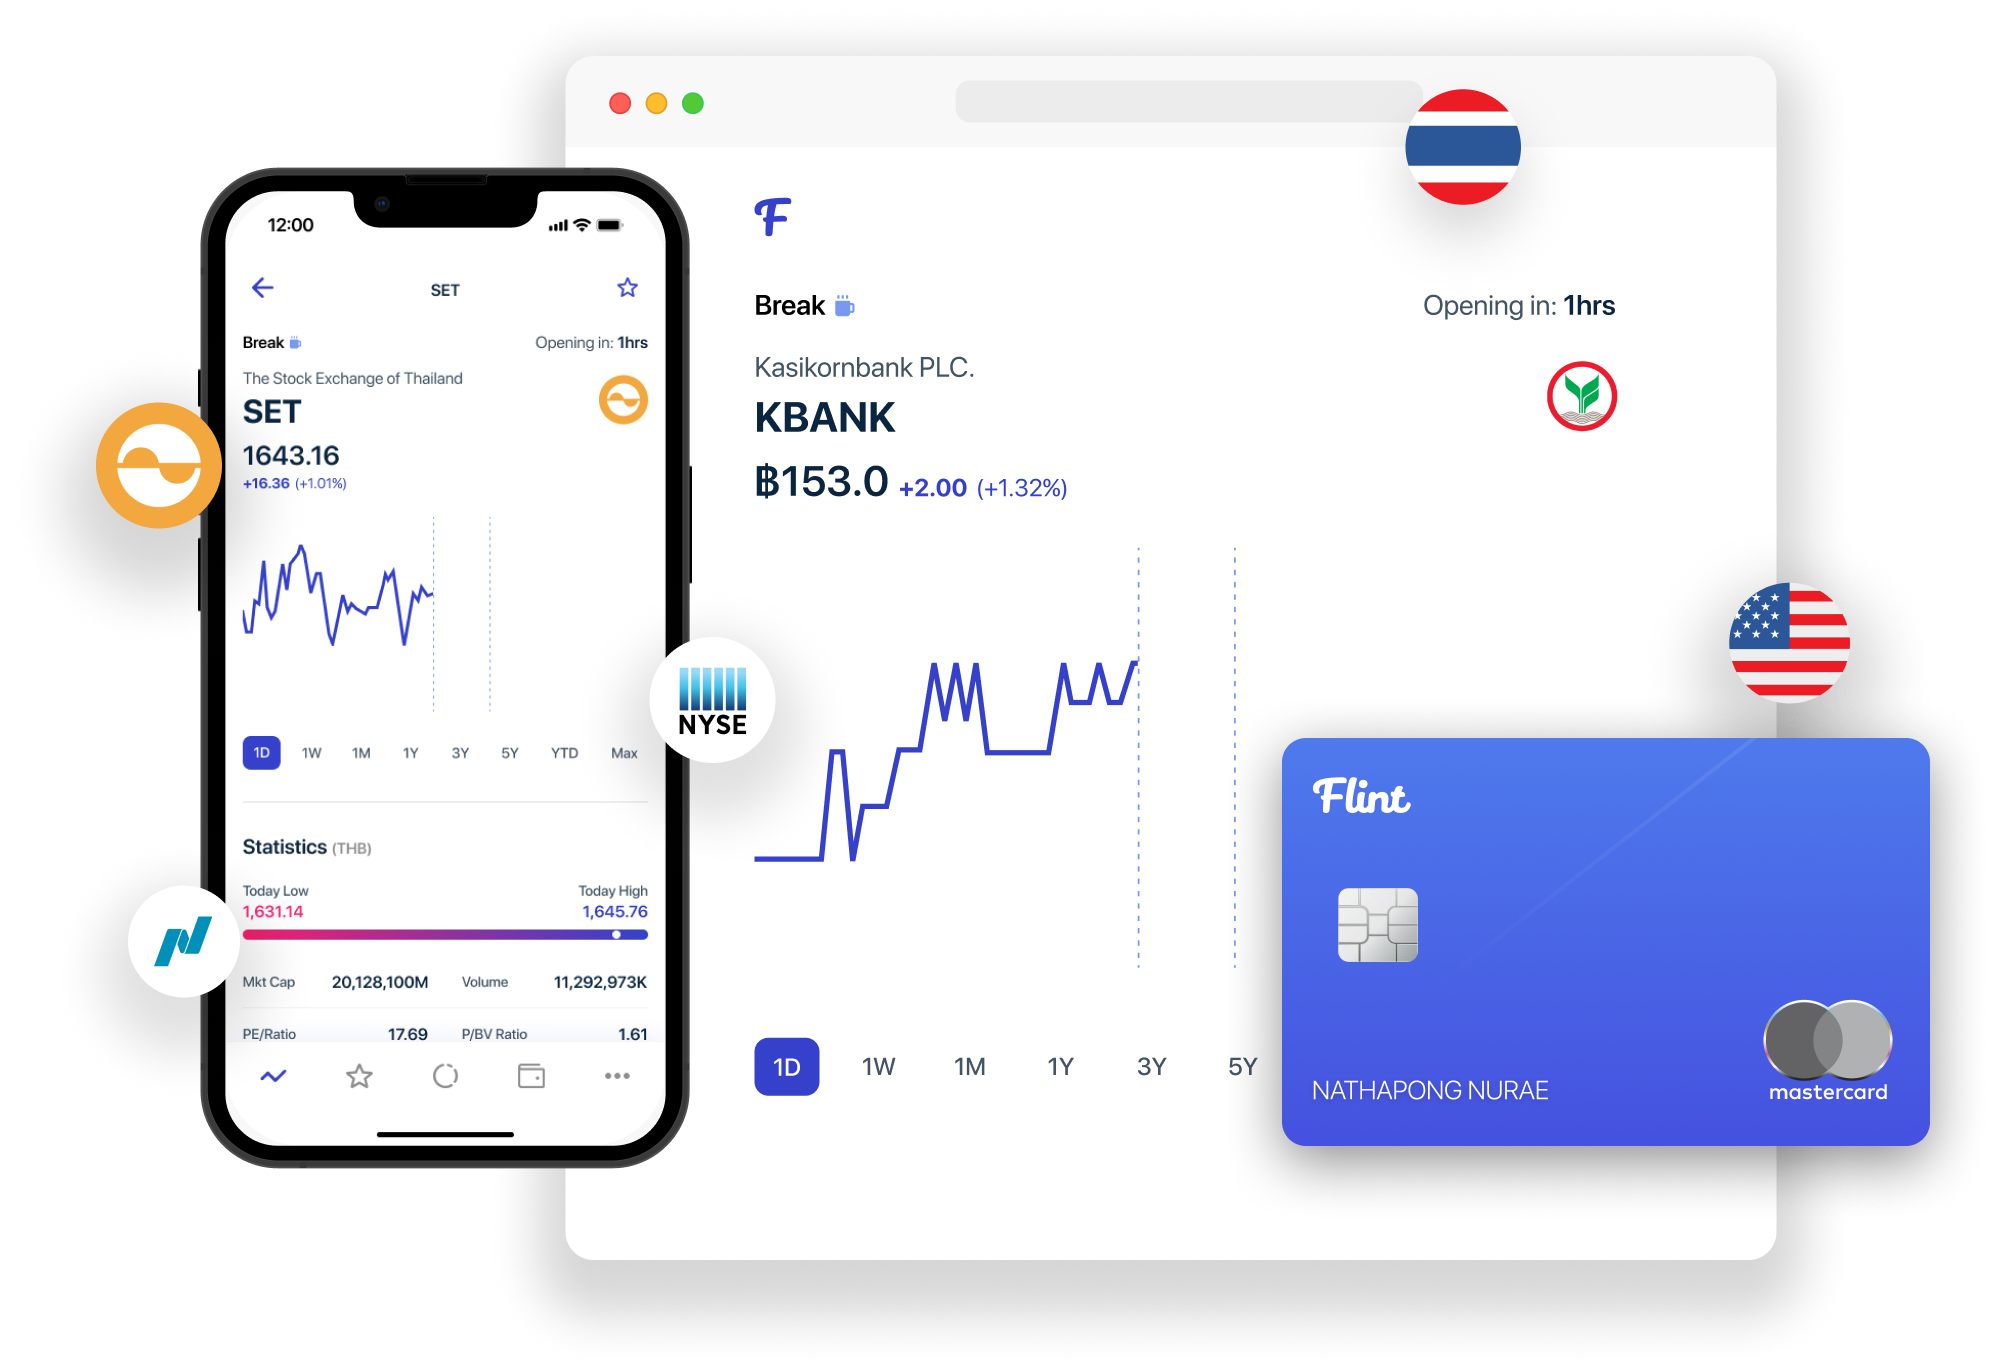 12:00
SET
Break
Opening in: 1hrs
The Stock Exchange of Thailand
SET
1643.16
+16.36 (+1.01%)
1D 1W 1M 1Y 3Y 5Y YTD Max
Statistics (THB)
Today Low Today High
1,631.14 1,645.76
Mkt Cap 20,128,100M Volume 11,292,973K
PE/Ratio 17.69 P/BV Ratio 1.61
NYSE
F
Break
Opening in: 1hrs
Kasikornbank PLC.
KBANK
฿153.0 +2.00 (+1.32%)
1D 1W 1M 1Y 3Y 5Y
Flint
NATHAPONG NURAE
mastercard